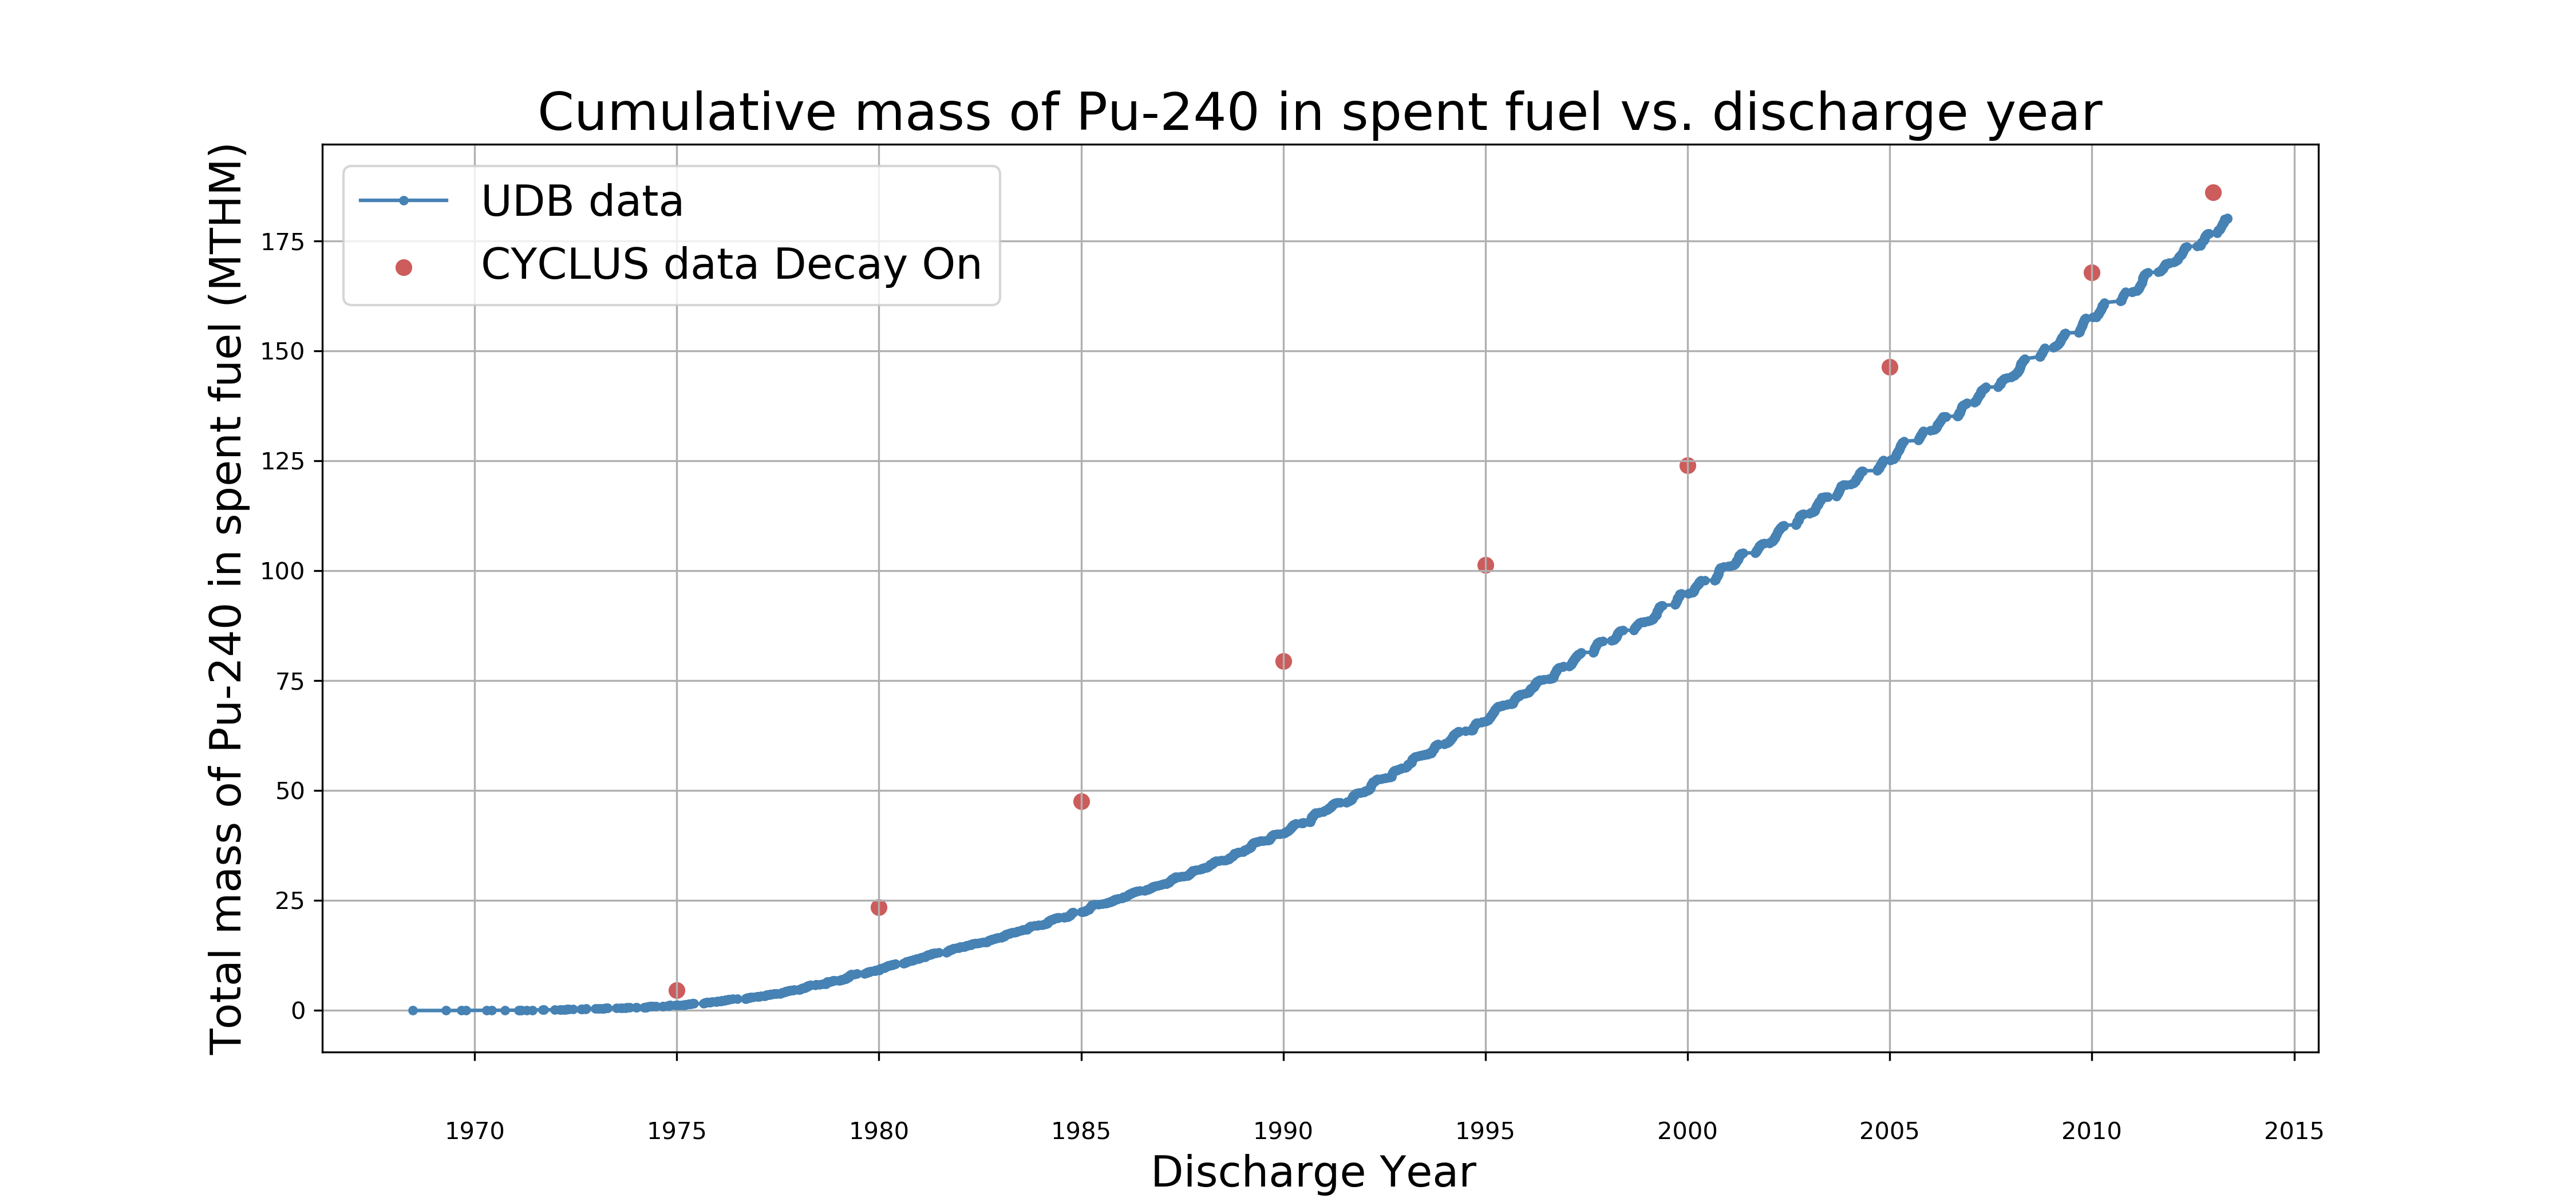 Cumulative mass of Pu-240 in spent fuel vs. discharge year
UDB data
CYCLUS data Decay On
Total mass of Pu-240 in spent fuel (MTHM)
175
150
125
100
75
50
25
0
1970 1975 1980 1985 1990 1995 2000 2005 2010 2015
Discharge Year